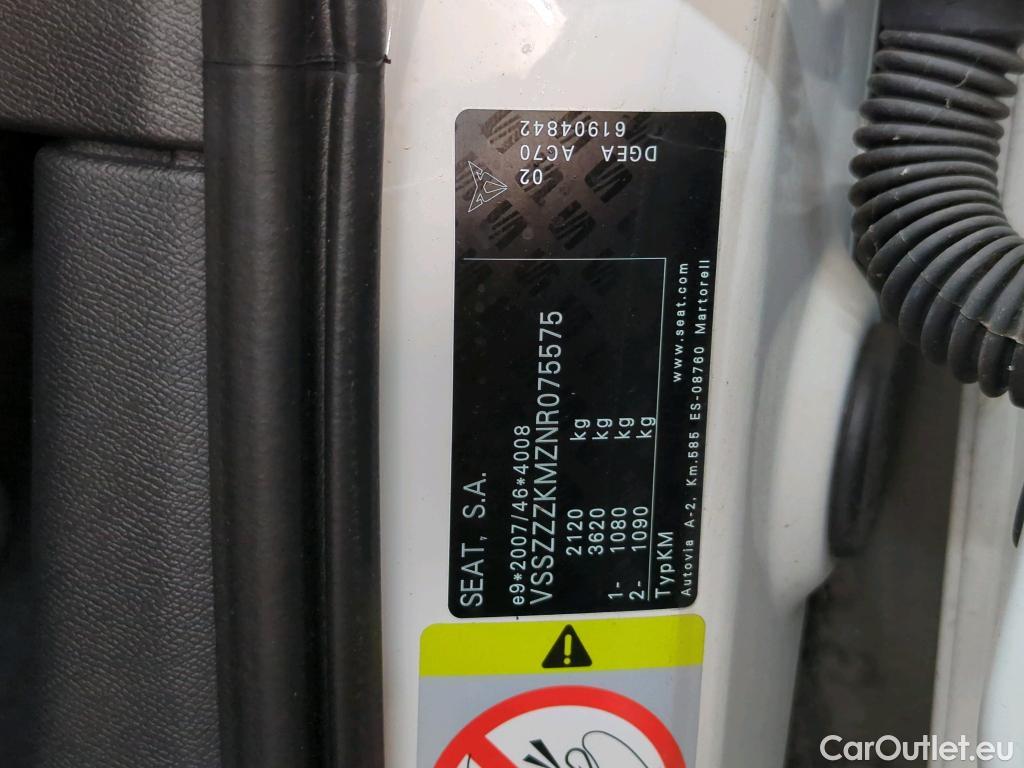 SEAT, S.A.
e9*2007/46*4008
VSSZZZKMZNR075575
2120 kg
3620 kg
1- 1080 kg
2- 1090 kg
TypKM
www.seat.com
Autovia A-2, Km.585 ES-08760 Martorell
02
AC70
DGEA
61904842
CarOutlet.eu